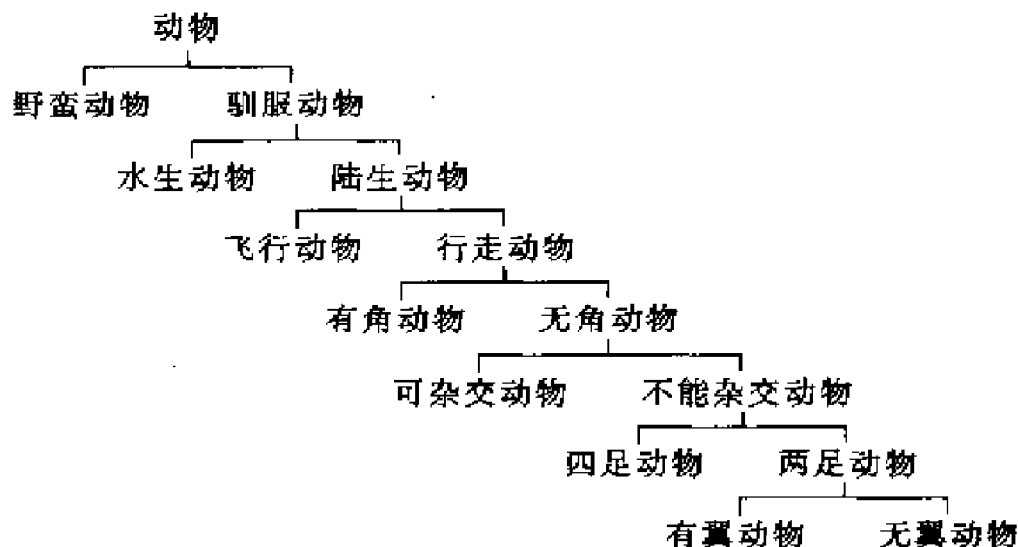 动物
野蛮动物 驯服动物
水生动物 陆生动物
飞行动物 行走动物
有角动物 无角动物
可杂交动物 不能杂交动物
四足动物 两足动物
有翼动物 无翼动物